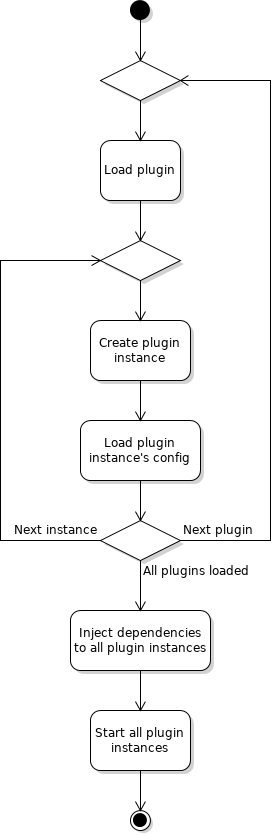 Load plugin
Create plugin
instance
Load plugin
instance's config
Next instance
Next plugin
All plugins loaded
Inject dependencies
to all plugin instances
Start all plugin
instances